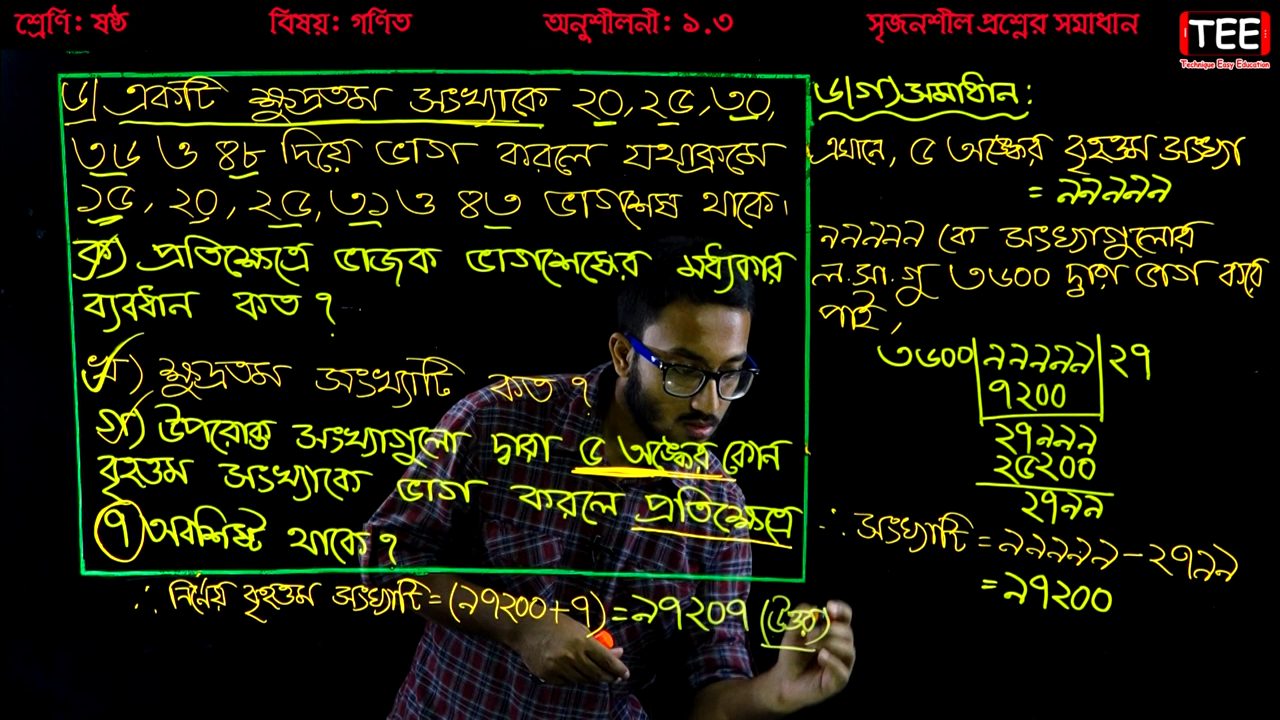 শ্রেণি: ষষ্ঠ
বিষয়: গণিত
অনুশীলনী: ১.৩
সৃজনশীল প্রশ্নের সমাধান
TEE
Technique Easy Education
৬। একটি ক্ষুদ্রতম সংখ্যাকে ২০, ২৫, ৩০,
৩৬ ও ৪৮ দিয়ে ভাগ করলে যথাক্রমে
১৫, ২০, ২৫, ৩১ ও ৪৩ ভাগশেষ থাকে।
ক) প্রতিক্ষেত্রে ভাজক ভাগশেষের মধ্যকার
ব্যবধান কত?
খ) ক্ষুদ্রতম সংখ্যাটি কত?
গ) উপরোক্ত সংখ্যাগুলো দ্বারা ৫ অঙ্কের কোন
বৃহত্তম সংখ্যাকে ভাগ করলে প্রতিক্ষেত্রে
৭ অবশিষ্ট থাকে?
∴ নির্ণেয় বৃহত্তম সংখ্যাটি = (৯৭২০০+৭) = ৯৭২০৭ (উত্তর)
৬(গ) সমাধান:
এখানে, ৫ অঙ্কের বৃহত্তম সংখ্যা
= ৯৯৯৯৯
৯৯৯৯৯ কে সংখ্যাগুলোর
ল.সা.গু ৩৬০০ দ্বারা ভাগ করে
পাই,
৩৬০০|৯৯৯৯৯|২৭
৭২০০
২৭৯৯৯
২৫২০০
২৭৯৯
∴ সংখ্যাটি = ৯৯৯৯৯ – ২৭৯৯
= ৯৭২০০